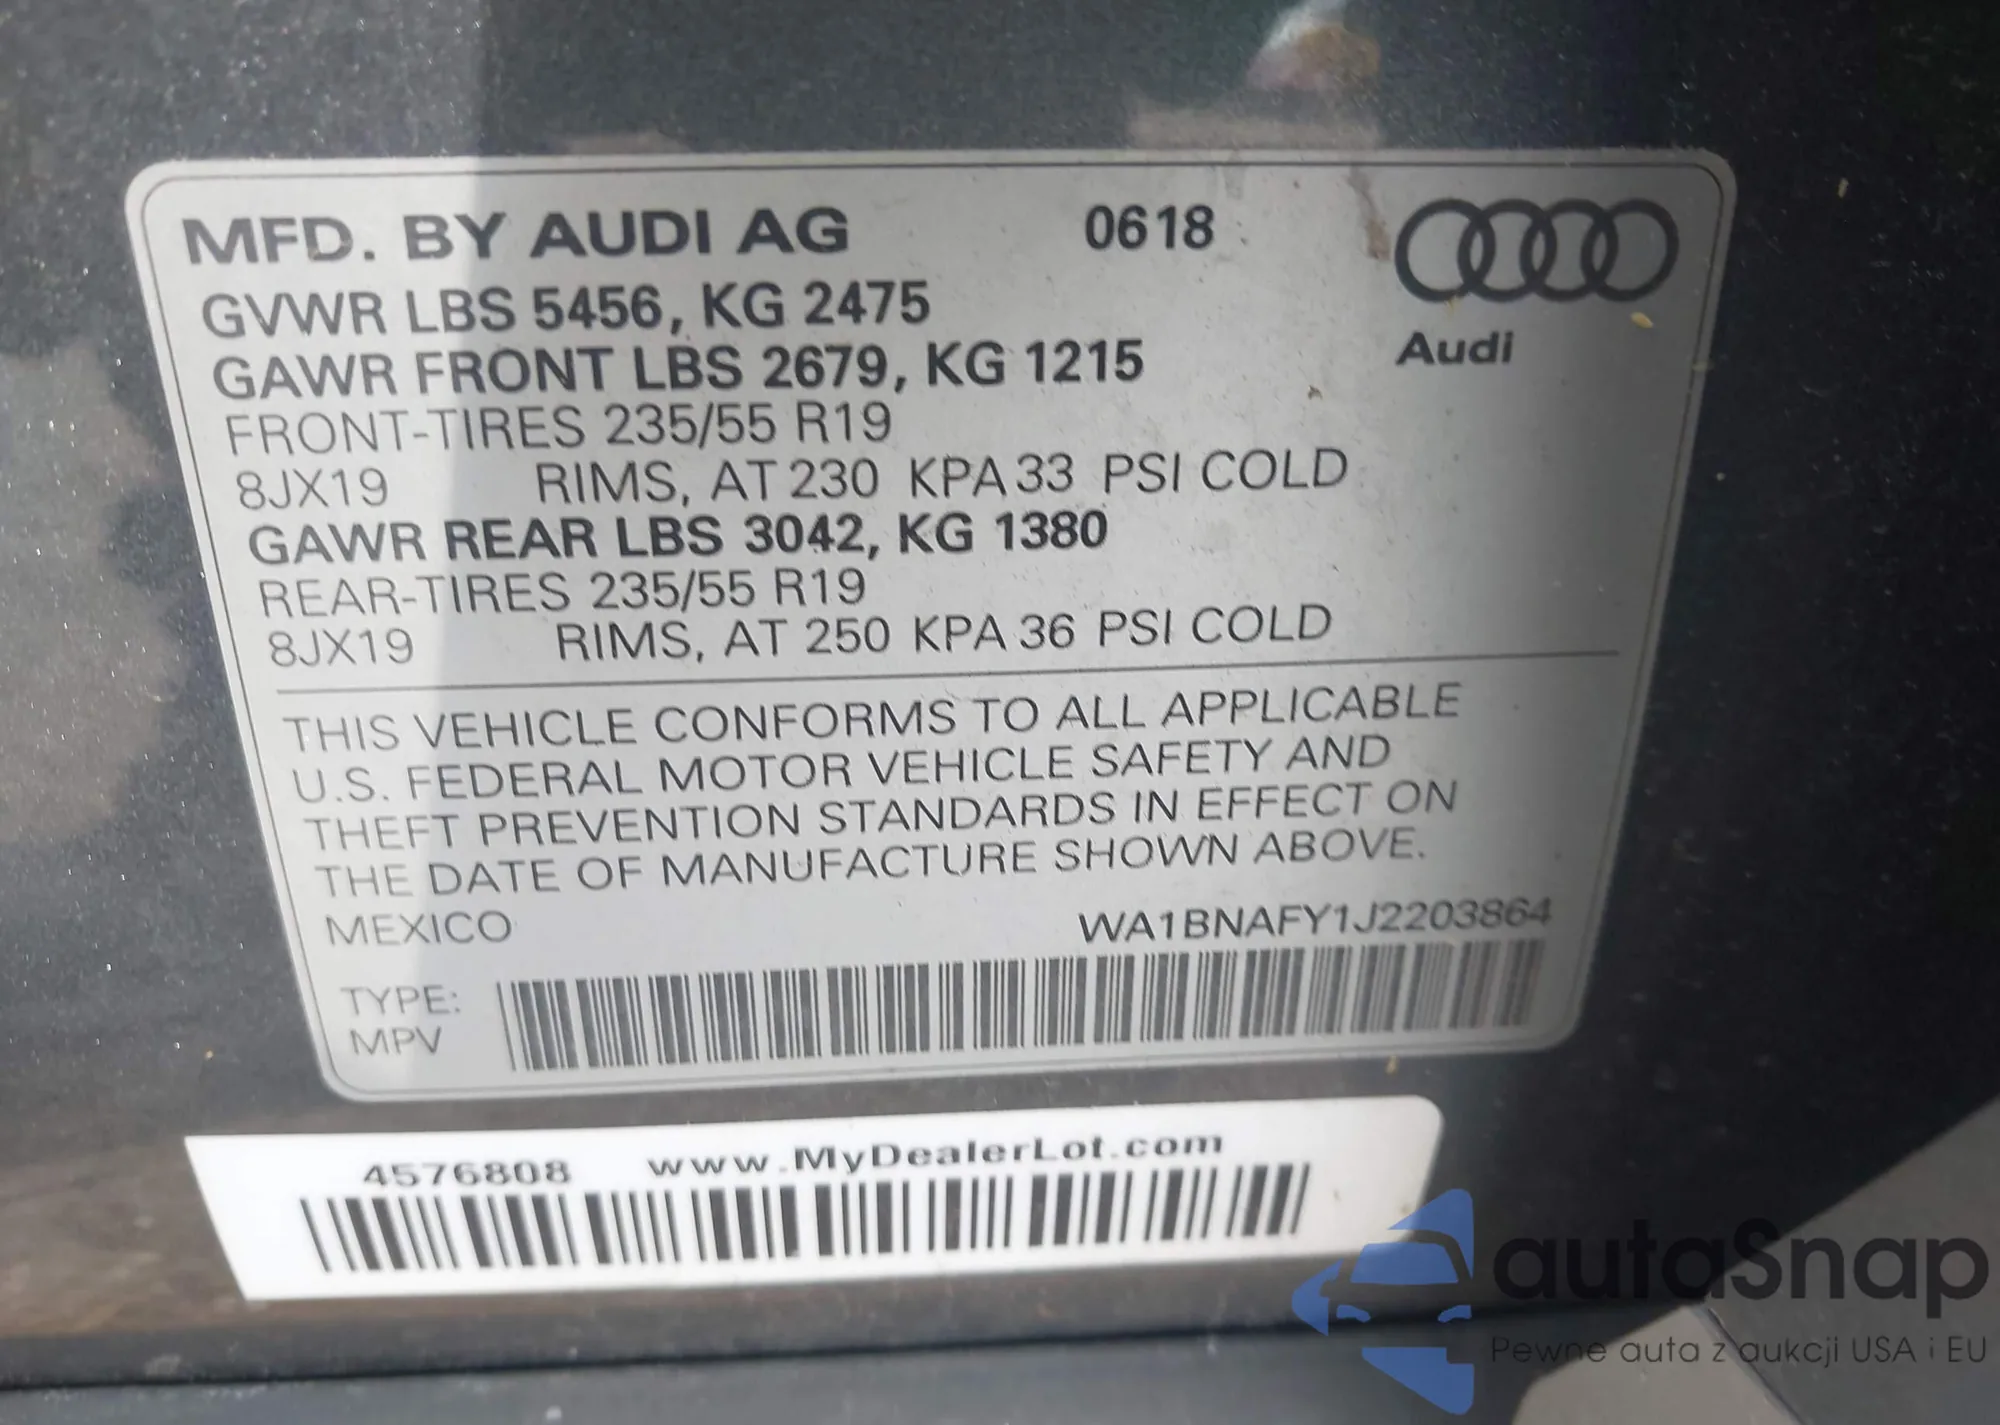 MFD. BY AUDI AG 0618
GVWR LBS 5456, KG 2475
GAWR FRONT LBS 2679, KG 1215
Audi
FRONT-TIRES 235/55 R19
8JX19 RIMS, AT 230 KPA 33 PSI COLD
GAWR REAR LBS 3042, KG 1380
REAR-TIRES 235/55 R19
8JX19 RIMS, AT 250 KPA 36 PSI COLD
THIS VEHICLE CONFORMS TO ALL APPLICABLE
U.S. FEDERAL MOTOR VEHICLE SAFETY AND
THEFT PREVENTION STANDARDS IN EFFECT ON
THE DATE OF MANUFACTURE SHOWN ABOVE.
MEXICO WA1BNAFY1J2203864
TYPE:
MPV
4576808 www.MyDealerLot.com
autaSnap
Pewne auta z aukcji USA i EU